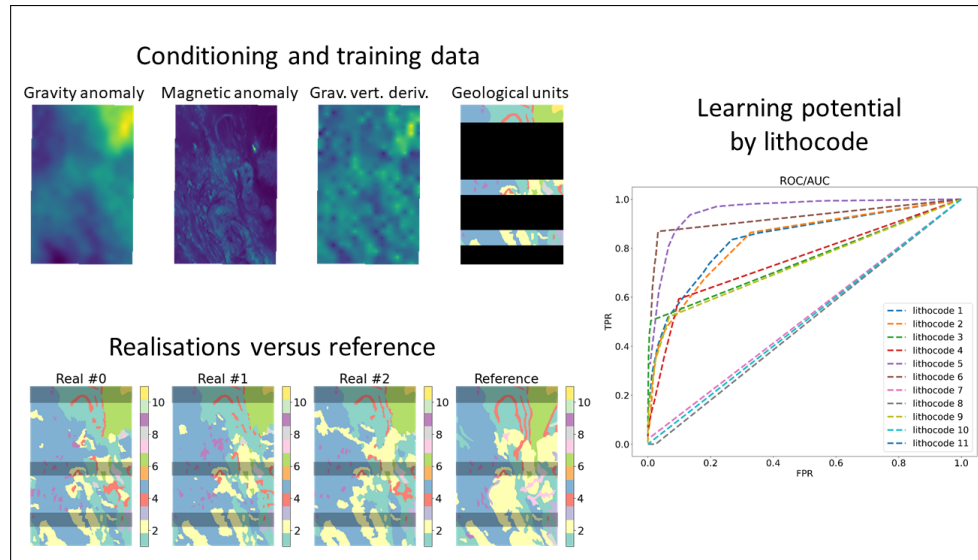 Conditioning and training data
Gravity anomaly
Magnetic anomaly
Grav. vert. deriv.
Geological units
Realisations versus reference
Real #0
10
8
6
4
2
Real #1
10
8
6
4
2
Real #2
10
8
6
4
2
Reference
10
8
6
4
2
Learning potential
by lithocode
ROC/AUC
1.0
0.8
0.6
0.4
0.2
0.0
TPR
lithocode 1
lithocode 2
lithocode 3
lithocode 4
lithocode 5
lithocode 6
lithocode 7
lithocode 8
lithocode 9
lithocode 10
lithocode 11
0.0 0.2 0.4 0.6 0.8 1.0
FPR